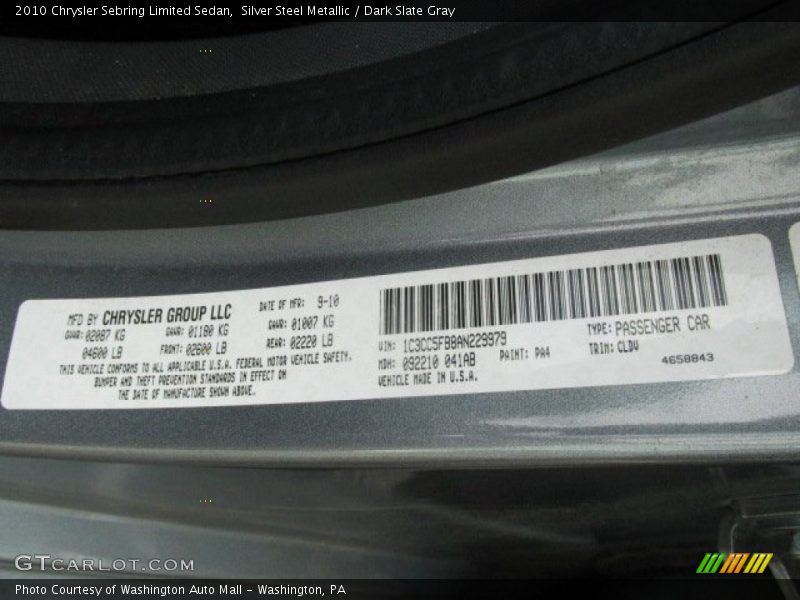 2010 Chrysler Sebring Limited Sedan,  Silver Steel Metallic / Dark Slate Gray
MFD BY CHRYSLER GROUP LLC
DATE OF MFR: 9-10
GVWR: 02087 KG
GAWR: 01180 KG
GAWR: 01007 KG
04600 LB
FRONT: 02600 LB
REAR: 02220 LB
THIS VEHICLE CONFORMS TO ALL APPLICABLE U.S.A. FEDERAL MOTOR VEHICLE SAFETY,
BUMPER AND THEFT PREVENTION STANDARDS IN EFFECT ON
THE DATE OF MANUFACTURE SHOWN ABOVE.
VIN: 1C3CC5FB8AN229979
TYPE: PASSENGER CAR
MDH: 092210 041AB
PAINT: PA4
TRIM: CLDV
VEHICLE MADE IN U.S.A.
4658843
GTCARLOT.COM
Photo Courtesy of Washington Auto Mall - Washington, PA